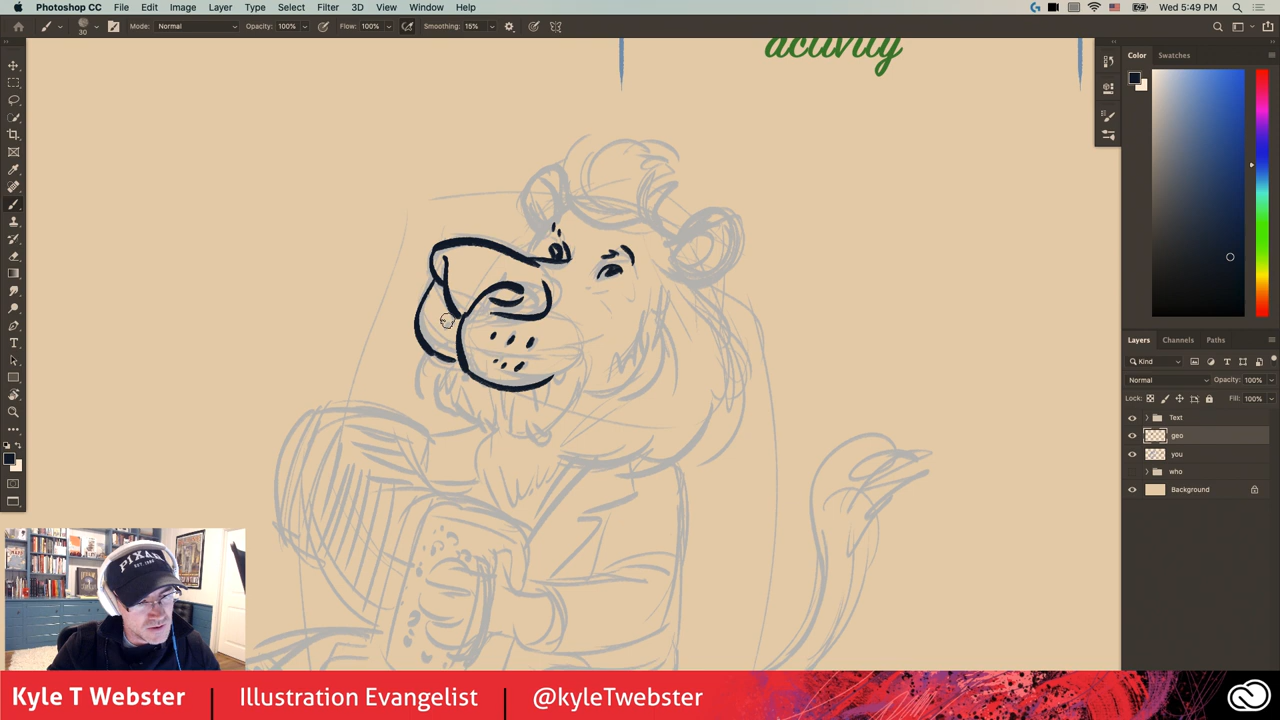 Photoshop CC File Edit Image Layer Type Select Filter 3D View Window Help Wed 5:49 PM
30 Mode: Normal Opacity: 100% Flow: 100% Smoothing: 15%
activity
Color Swatches
Layers Channels Paths
Kind
Normal Opacity: 100%
Lock: Fill: 100%
Text
geo
you
who
Background
PIXAR
Kyle T Webster | Illustration Evangelist | @kyleTwebster